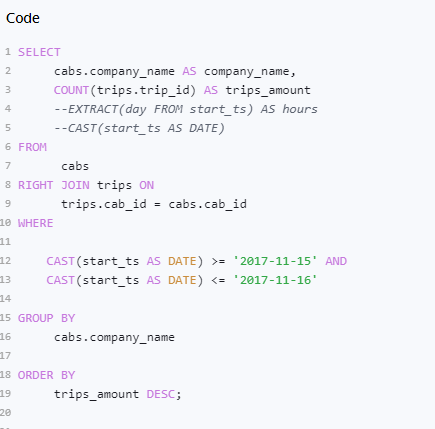 Code
1 SELECT
2 cabs.company_name AS company_name,
3 COUNT(trips.trip_id) AS trips_amount
4 --EXTRACT(day FROM start_ts) AS hours
5 --CAST(start_ts AS DATE)
6 FROM
7 cabs
8 RIGHT JOIN trips ON
9 trips.cab_id = cabs.cab_id
10 WHERE
11
12 CAST(start_ts AS DATE) >= '2017-11-15' AND
13 CAST(start_ts AS DATE) <= '2017-11-16'
14
15 GROUP BY
16 cabs.company_name
17
18 ORDER BY
19 trips_amount DESC;
20